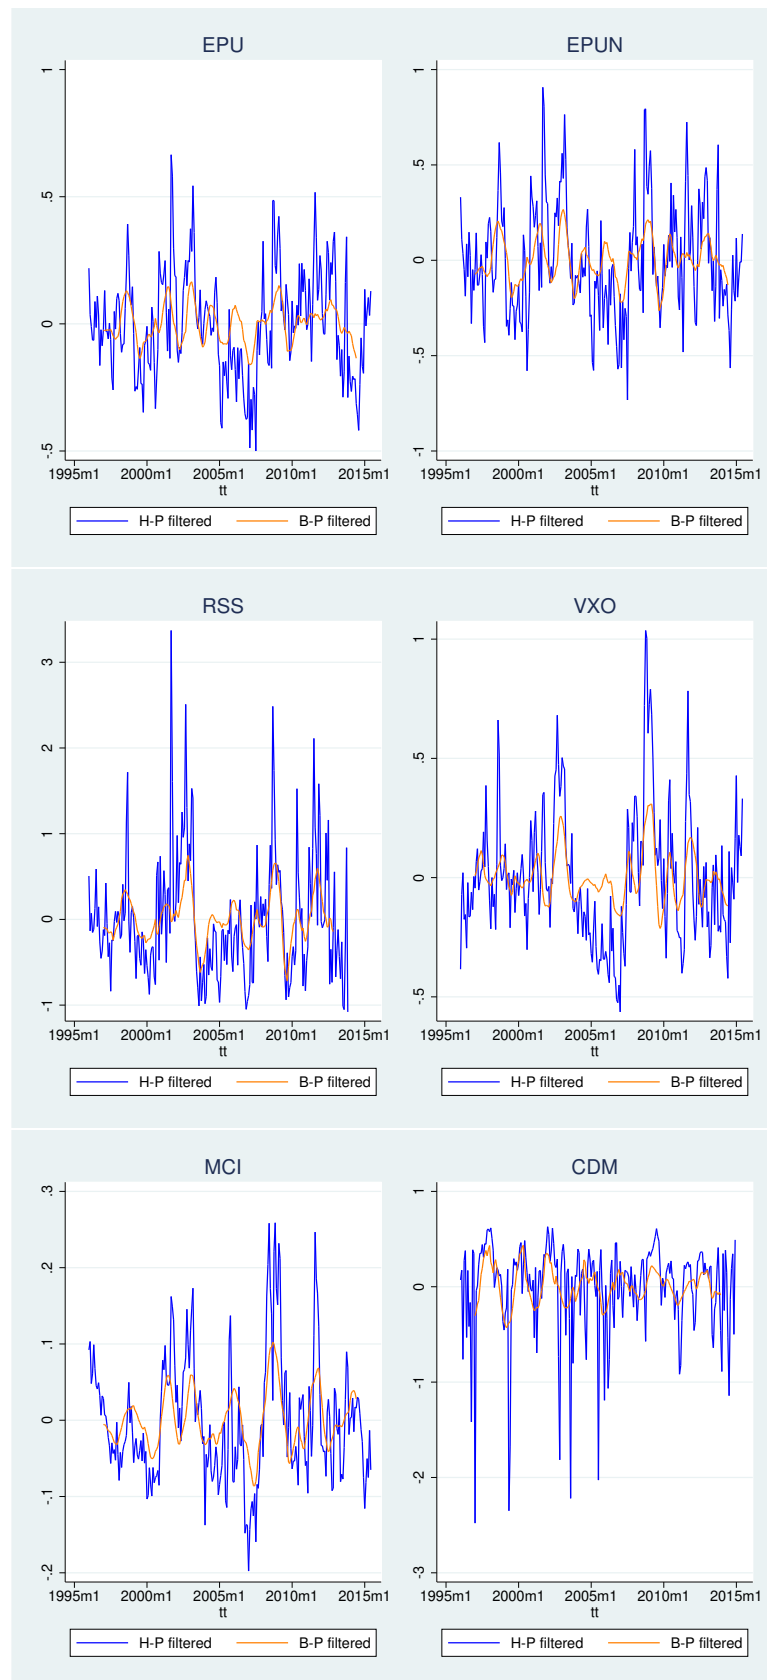 EPU
1
.5
0
-.5
1995m1 2000m1 2005m1 2010m1 2015m1
tt
H-P filtered B-P filtered
EPUN
1
.5
0
-.5
-1
1995m1 2000m1 2005m1 2010m1 2015m1
tt
H-P filtered B-P filtered
RSS
3
2
1
0
-1
1995m1 2000m1 2005m1 2010m1 2015m1
tt
H-P filtered B-P filtered
VXO
1
.5
0
-.5
1995m1 2000m1 2005m1 2010m1 2015m1
tt
H-P filtered B-P filtered
MCI
.3
.2
.1
0
-.1
-.2
1995m1 2000m1 2005m1 2010m1 2015m1
tt
H-P filtered B-P filtered
CDM
1
0
-1
-2
-3
1995m1 2000m1 2005m1 2010m1 2015m1
tt
H-P filtered B-P filtered